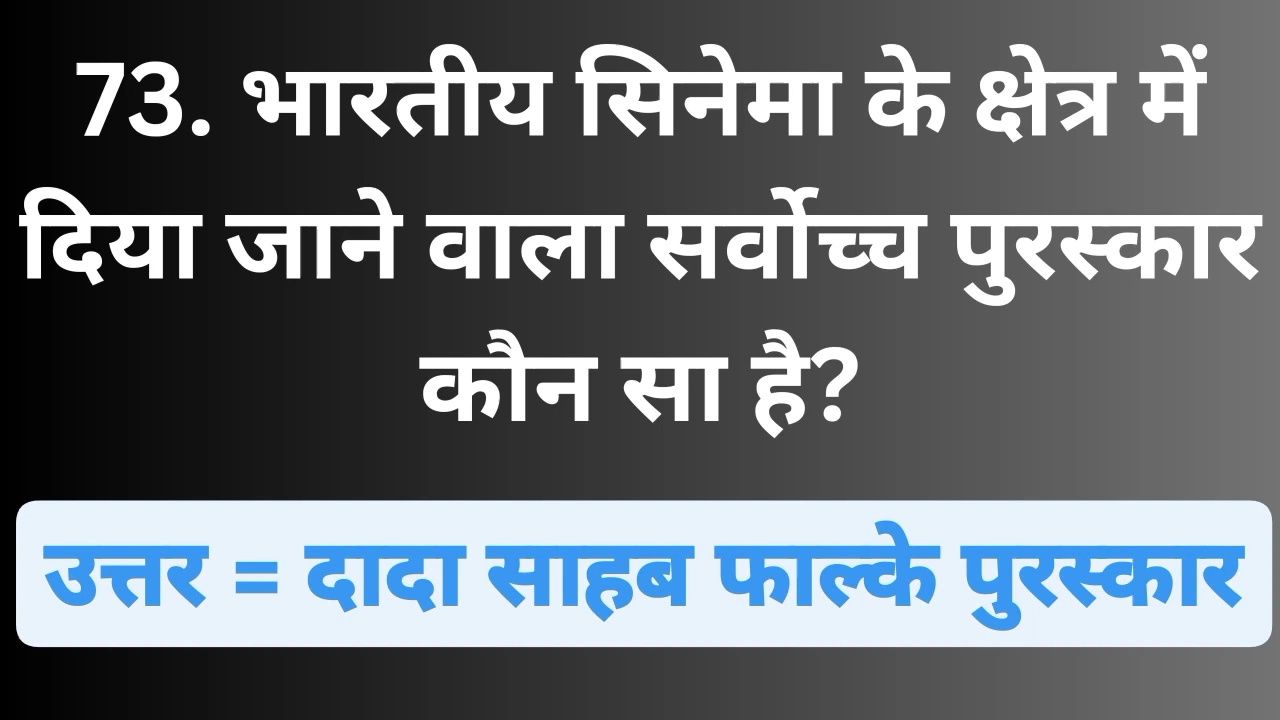 73. भारतीय सिनेमा के क्षेत्र में
दिया जाने वाला सर्वोच्च पुरस्कार
कौन सा है?
उत्तर = दादा साहब फाल्के पुरस्कार